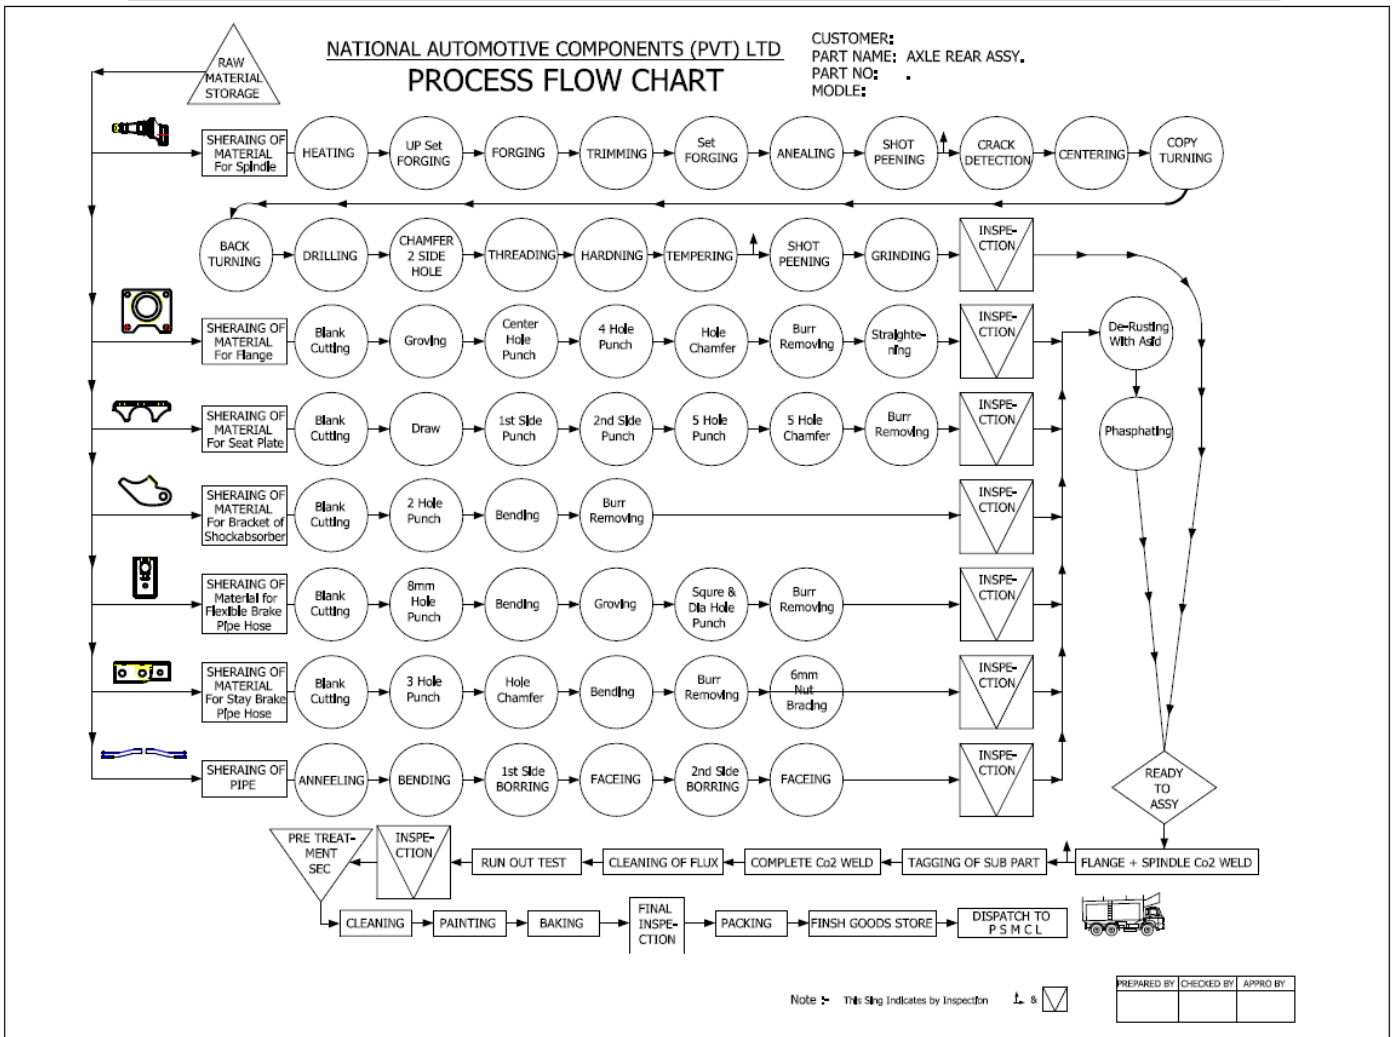 RAW
MATERIAL
STORAGE
NATIONAL AUTOMOTIVE COMPONENTS (PVT) LTD
PROCESS FLOW CHART
CUSTOMER:
PART NAME: AXLE REAR ASSY.
PART NO: .
MODLE:
SHERAING OF
MATERIAL
For Spindle
HEATING
UP Set
FORGING
FORGING
TRIMMING
Set
FORGING
ANEALING
SHOT
PEENING
CRACK
DETECTION
CENTERING
COPY
TURNING
BACK
TURNING
DRILLING
CHAMFER
2 SIDE
HOLE
THREADING
HARDNING
TEMPERING
SHOT
PEENING
GRINDING
INSPE-
CTION
SHERAING OF
MATERIAL
For Flange
Blank
Cutting
Groving
Center
Hole
Punch
4 Hole
Punch
Hole
Chamfer
Burr
Removing
Straighte-
ning
INSPE-
CTION
De-Rusting
With Asid
SHERAING OF
MATERIAL
For Seat Plate
Blank
Cutting
Draw
1st Side
Punch
2nd Side
Punch
5 Hole
Punch
5 Hole
Chamfer
Burr
Removing
INSPE-
CTION
Phasphating
SHERAING OF
MATERIAL
For Bracket of
Shockabsorber
Blank
Cutting
2 Hole
Punch
Bending
Burr
Removing
INSPE-
CTION
SHERAING OF
Material for
Flexible Brake
Pipe Hose
Blank
Cutting
8mm
Hole
Punch
Bending
Groving
Squre &
Dia Hole
Punch
Burr
Removing
INSPE-
CTION
SHERAING OF
MATERIAL
For Stay Brake
Pipe Hose
Blank
Cutting
3 Hole
Punch
Hole
Chamfer
Bending
Burr
Removing
6mm
Nut
Bracing
INSPE-
CTION
SHERAING OF
PIPE
ANNEELING
BENDING
1st Side
BORRING
FACEING
2nd Side
BORRING
FACEING
INSPE-
CTION
READY
TO
ASSY
PRE TREAT-
MENT
SEC
INSPE-
CTION
RUN OUT TEST
CLEANING OF FLUX
COMPLETE Co2 WELD
TAGGING OF SUB PART
FLANGE + SPINDLE Co2 WELD
CLEANING
PAINTING
BAKING
FINAL
INSPE-
CTION
PACKING
FINSH GOODS STORE
DISPATCH TO
P S M C L
Note :- This Sing Indicates by Inspection &
PREPARED BY CHECKED BY APPRO BY